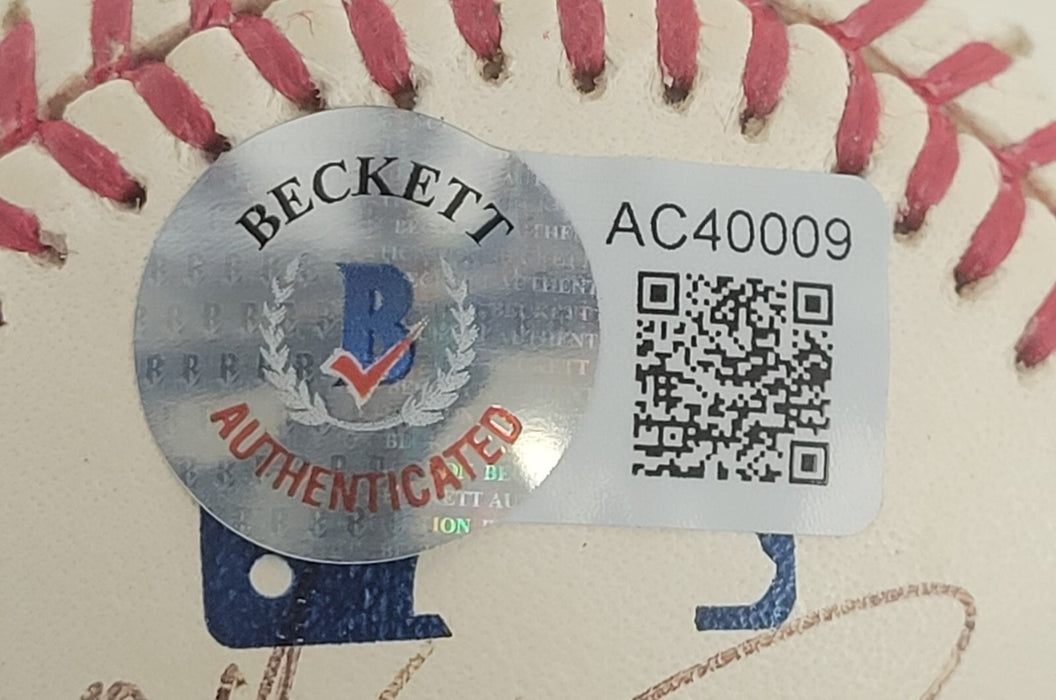 BECKETT
B
AUTHENTICATED
AC40009